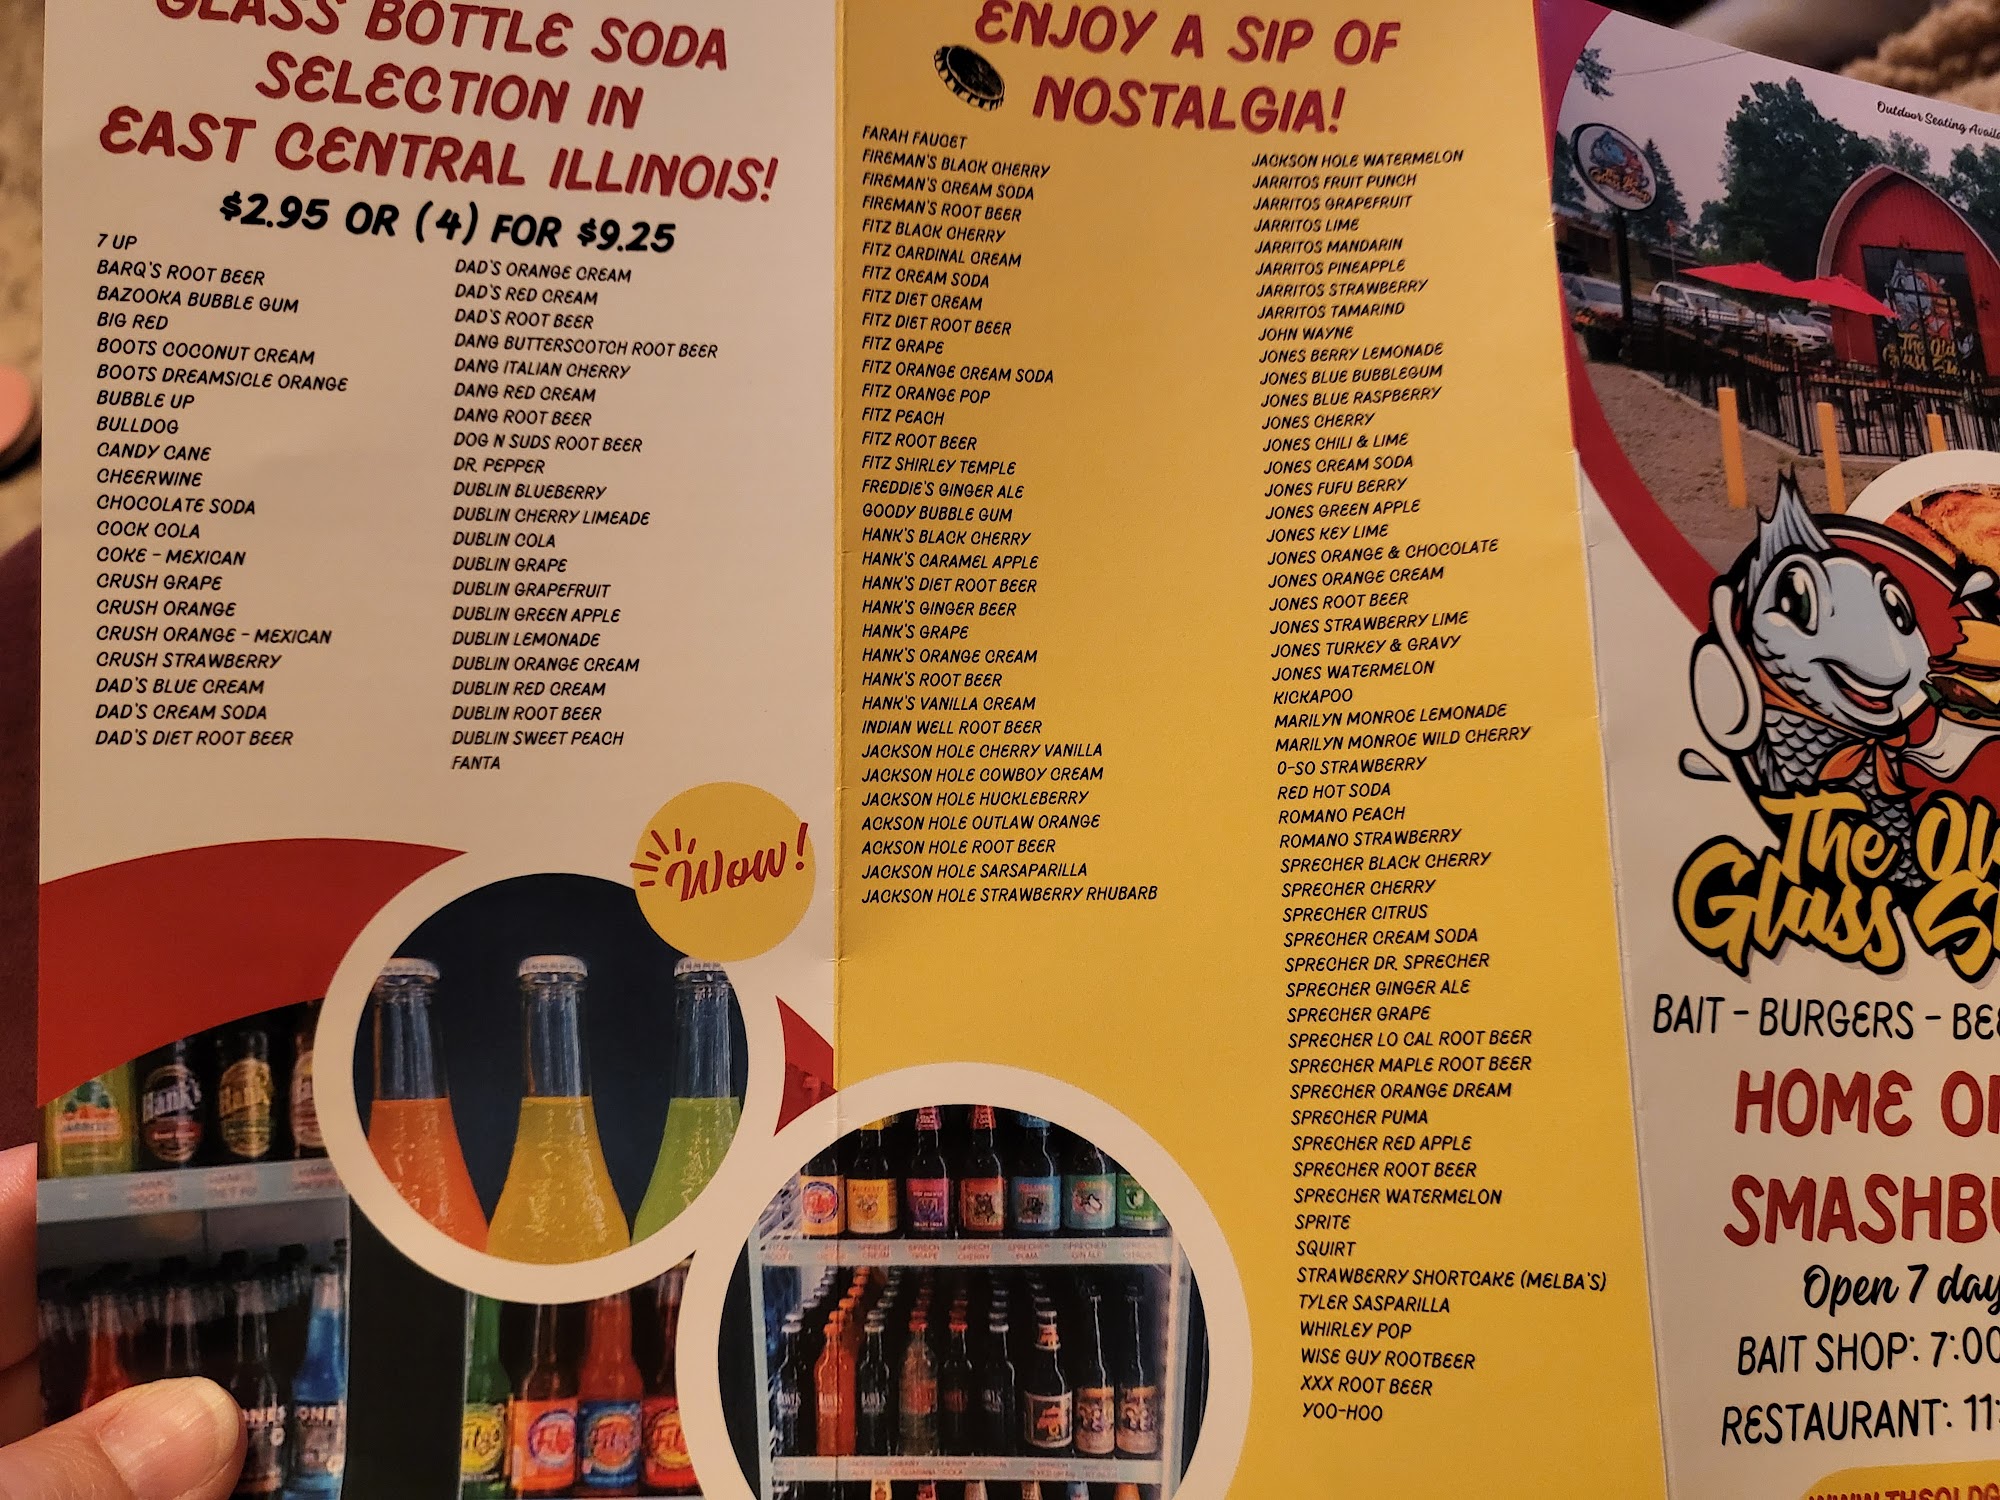 GLASS BOTTLE SODA
SELECTION IN
EAST CENTRAL ILLINOIS!
$2.95 OR (4) FOR $9.25
7 UP
BARQ'S ROOT BEER
BAZOOKA BUBBLE GUM
BIG RED
BOOTS COCONUT CREAM
BOOTS DREAMSICLE ORANGE
BUBBLE UP
BULLDOG
CANDY CANE
CHEERWINE
CHOCOLATE SODA
COCK COLA
COKE - MEXICAN
CRUSH GRAPE
CRUSH ORANGE
CRUSH ORANGE - MEXICAN
CRUSH STRAWBERRY
DAD'S BLUE CREAM
DAD'S CREAM SODA
DAD'S DIET ROOT BEER
DAD'S ORANGE CREAM
DAD'S RED CREAM
DAD'S ROOT BEER
DANG BUTTERSCOTCH ROOT BEER
DANG ITALIAN CHERRY
DANG RED CREAM
DANG ROOT BEER
DOG N SUDS ROOT BEER
DR. PEPPER
DUBLIN BLUEBERRY
DUBLIN CHERRY LIMEADE
DUBLIN COLA
DUBLIN GRAPE
DUBLIN GRAPEFRUIT
DUBLIN GREEN APPLE
DUBLIN LEMONADE
DUBLIN ORANGE CREAM
DUBLIN RED CREAM
DUBLIN ROOT BEER
DUBLIN SWEET PEACH
FANTA
Wow!
Hank's
Hank's
ENJOY A SIP OF
NOSTALGIA!
FARAH FAUCET
FIREMAN'S BLACK CHERRY
FIREMAN'S CREAM SODA
FIREMAN'S ROOT BEER
FITZ BLACK CHERRY
FITZ CARDINAL CREAM
FITZ CREAM SODA
FITZ DIET CREAM
FITZ DIET ROOT BEER
FITZ GRAPE
FITZ ORANGE CREAM SODA
FITZ ORANGE POP
FITZ PEACH
FITZ ROOT BEER
FITZ SHIRLEY TEMPLE
FREDDIE'S GINGER ALE
GOODY BUBBLE GUM
HANK'S BLACK CHERRY
HANK'S CARAMEL APPLE
HANK'S DIET ROOT BEER
HANK'S GINGER BEER
HANK'S GRAPE
HANK'S ORANGE CREAM
HANK'S ROOT BEER
HANK'S VANILLA CREAM
INDIAN WELL ROOT BEER
JACKSON HOLE CHERRY VANILLA
JACKSON HOLE COWBOY CREAM
JACKSON HOLE HUCKLEBERRY
ACKSON HOLE OUTLAW ORANGE
ACKSON HOLE ROOT BEER
JACKSON HOLE SARSAPARILLA
JACKSON HOLE STRAWBERRY RHUBARB
JACKSON HOLE WATERMELON
JARRITOS FRUIT PUNCH
JARRITOS GRAPEFRUIT
JARRITOS LIME
JARRITOS MANDARIN
JARRITOS PINEAPPLE
JARRITOS STRAWBERRY
JARRITOS TAMARIND
JOHN WAYNE
JONES BERRY LEMONADE
JONES BLUE BUBBLEGUM
JONES BLUE RASPBERRY
JONES CHERRY
JONES CHILI & LIME
JONES CREAM SODA
JONES FUFU BERRY
JONES GREEN APPLE
JONES KEY LIME
JONES ORANGE & CHOCOLATE
JONES ORANGE CREAM
JONES ROOT BEER
JONES STRAWBERRY LIME
JONES TURKEY & GRAVY
JONES WATERMELON
KICKAPOO
MARILYN MONROE LEMONADE
MARILYN MONROE WILD CHERRY
O-SO STRAWBERRY
RED HOT SODA
ROMANO PEACH
ROMANO STRAWBERRY
SPRECHER BLACK CHERRY
SPRECHER CHERRY
SPRECHER CITRUS
SPRECHER CREAM SODA
SPRECHER DR. SPRECHER
SPRECHER GINGER ALE
SPRECHER GRAPE
SPRECHER LO CAL ROOT BEER
SPRECHER MAPLE ROOT BEER
SPRECHER ORANGE DREAM
SPRECHER PUMA
SPRECHER RED APPLE
SPRECHER ROOT BEER
SPRECHER WATERMELON
SPRITE
SQUIRT
STRAWBERRY SHORTCAKE (MELBA'S)
TYLER SASPARILLA
WHIRLEY POP
WISE GUY ROOTBEER
XXX ROOT BEER
YOO-HOO
Outdoor Seating Availa
The Old
The Ol
Glass S
BAIT - BURGERS - BE
HOME O
SMASHBU
Open 7 day
BAIT SHOP: 7:00
RESTAURANT: 11: